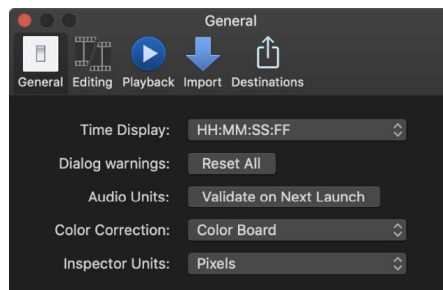 General
General Editing Playback Import Destinations
Time Display: HH:MM:SS:FF
Dialog warnings: Reset All
Audio Units: Validate on Next Launch
Color Correction: Color Board
Inspector Units: Pixels